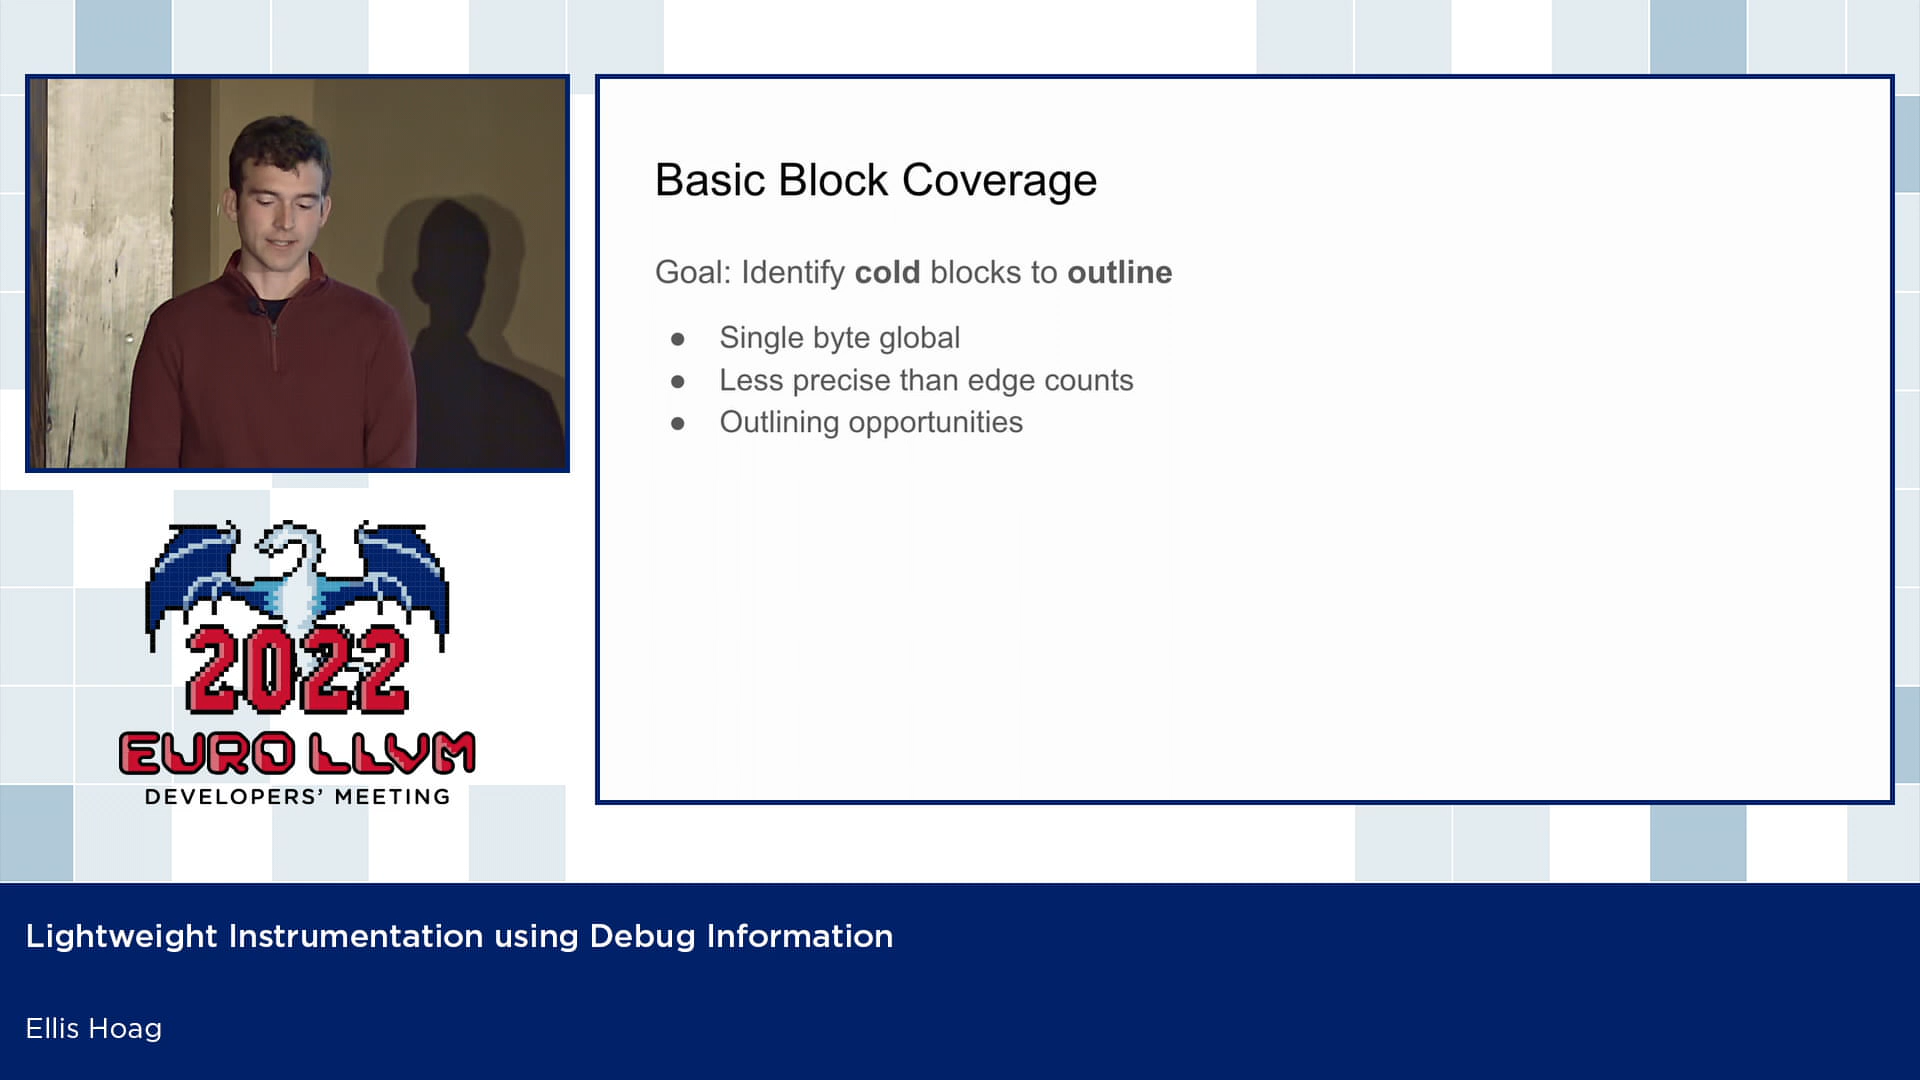 Basic Block Coverage
Goal: Identify cold blocks to outline
● Single byte global
● Less precise than edge counts
● Outlining opportunities
2022
EURO LLVM
DEVELOPERS’ MEETING
Lightweight Instrumentation using Debug Information
Ellis Hoag